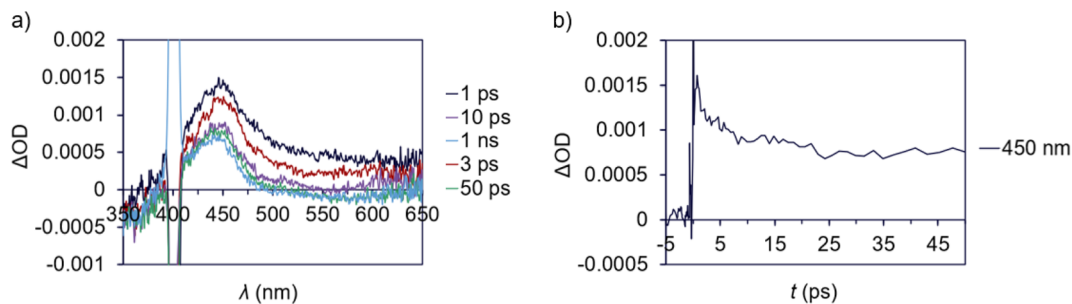 a)
0.002
0.0015
0.001
0.0005
0
-0.0005
-0.001
ΔOD
350 400 450 500 550 600 650
λ (nm)
1 ps
10 ps
1 ns
3 ps
50 ps
b)
0.002
0.0015
0.001
0.0005
0
-0.0005
ΔOD
-5 5 15 25 35 45
t (ps)
450 nm